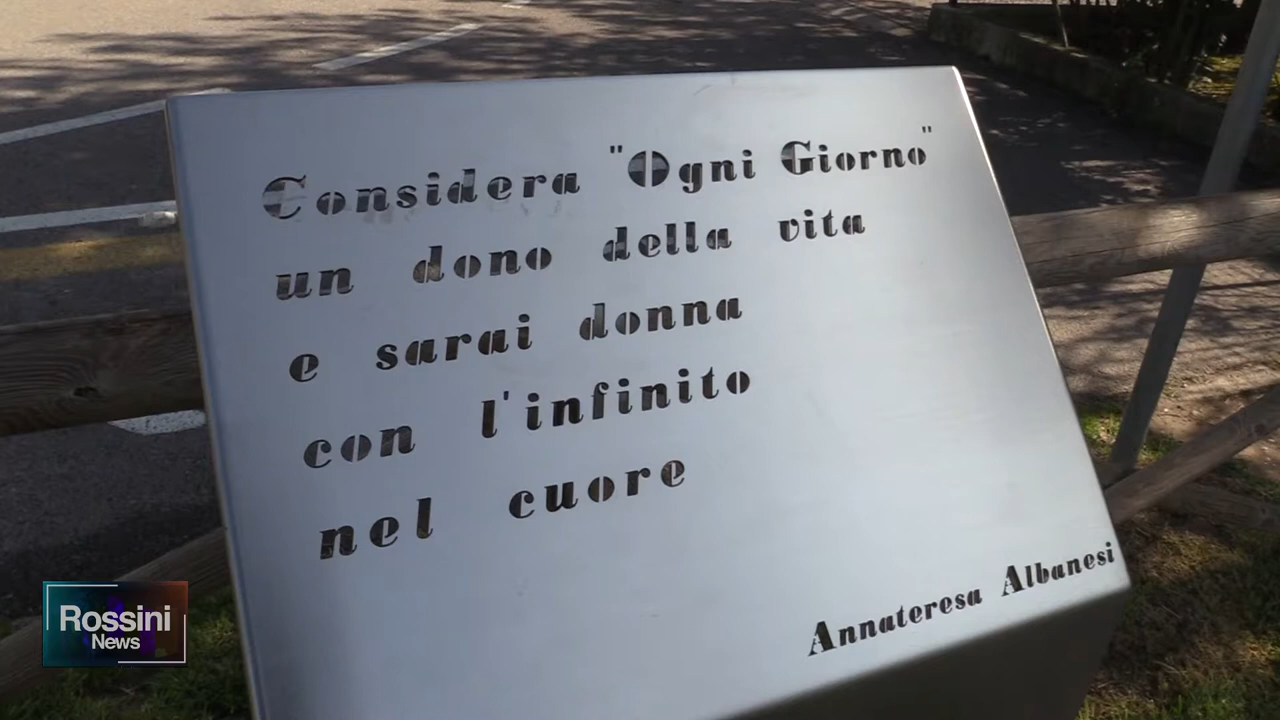 Considera "Ogni Giorno"
un dono della vita
e sarai donna
con l'infinito
nel cuore
Annateresa Albanesi
Rossini
News